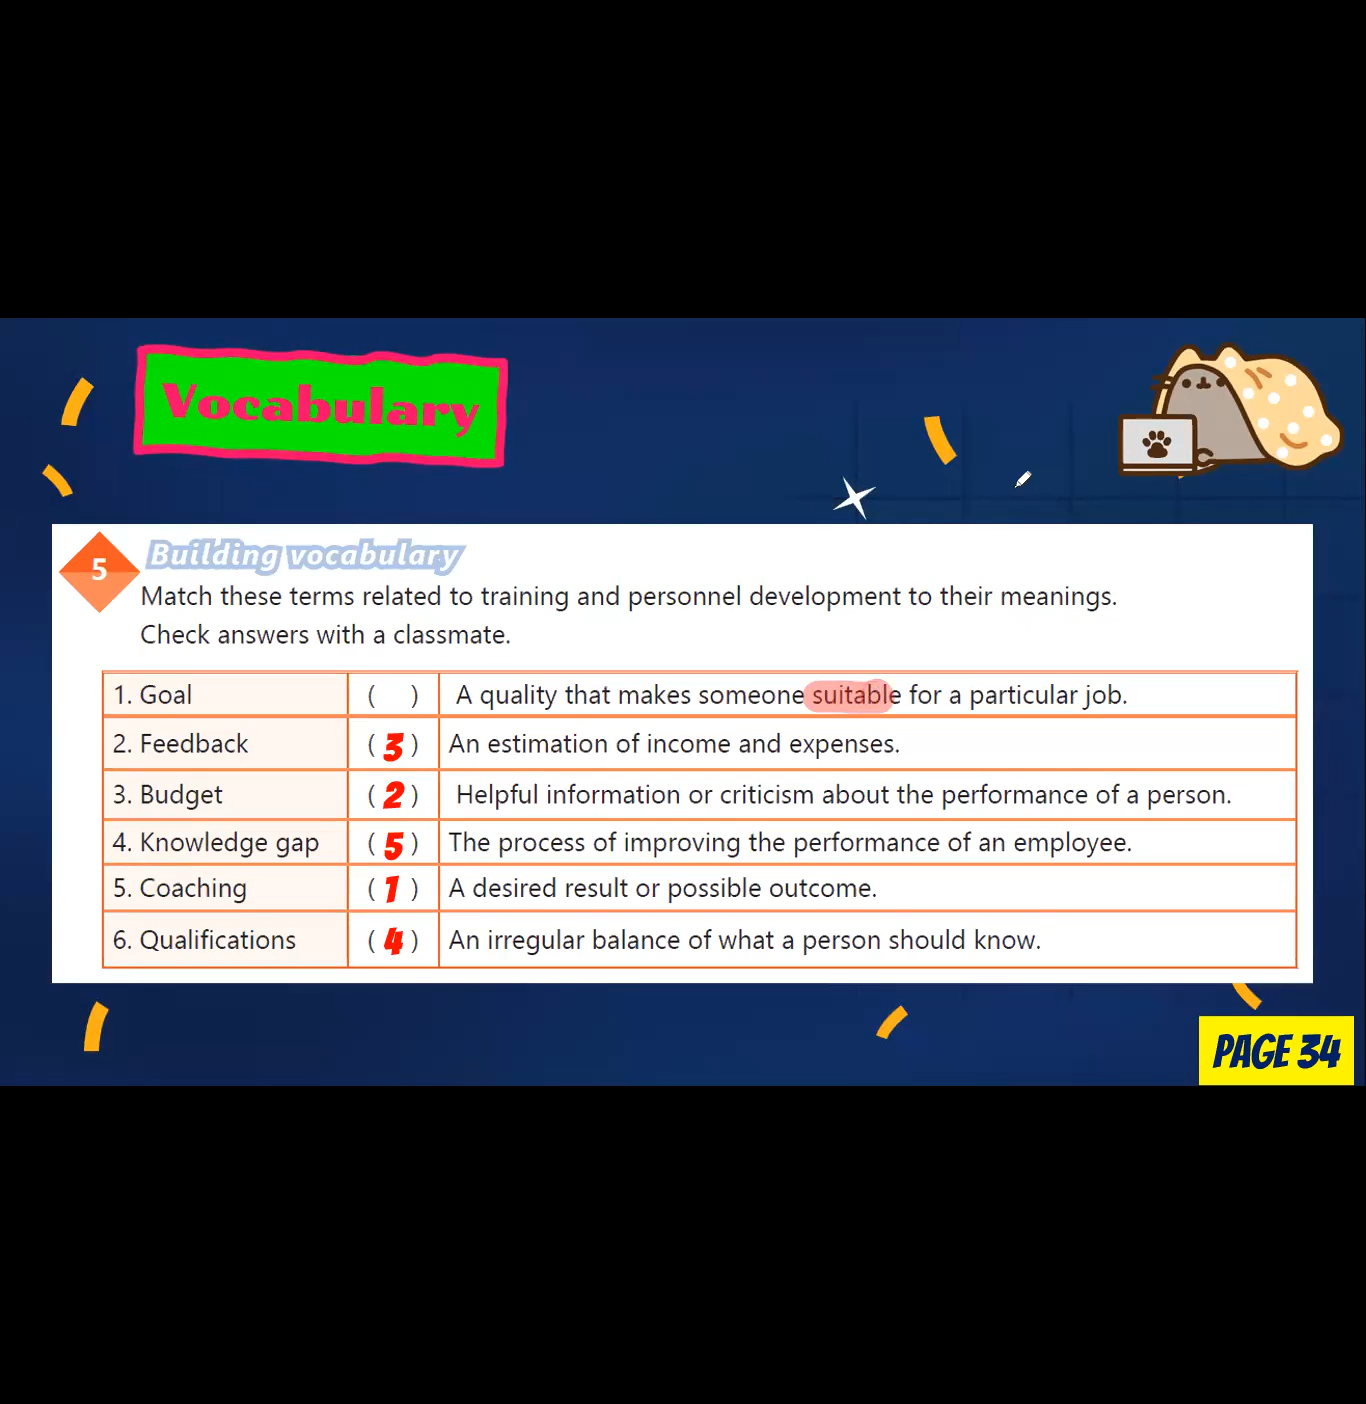 Vocabulary
5
Building vocabulary
Match these terms related to training and personnel development to their meanings.
Check answers with a classmate.
1. Goal ( ) A quality that makes someone suitable for a particular job.
2. Feedback ( 3 ) An estimation of income and expenses.
3. Budget ( 2 ) Helpful information or criticism about the performance of a person.
4. Knowledge gap ( 5 ) The process of improving the performance of an employee.
5. Coaching ( 1 ) A desired result or possible outcome.
6. Qualifications ( 4 ) An irregular balance of what a person should know.
PAGE 34